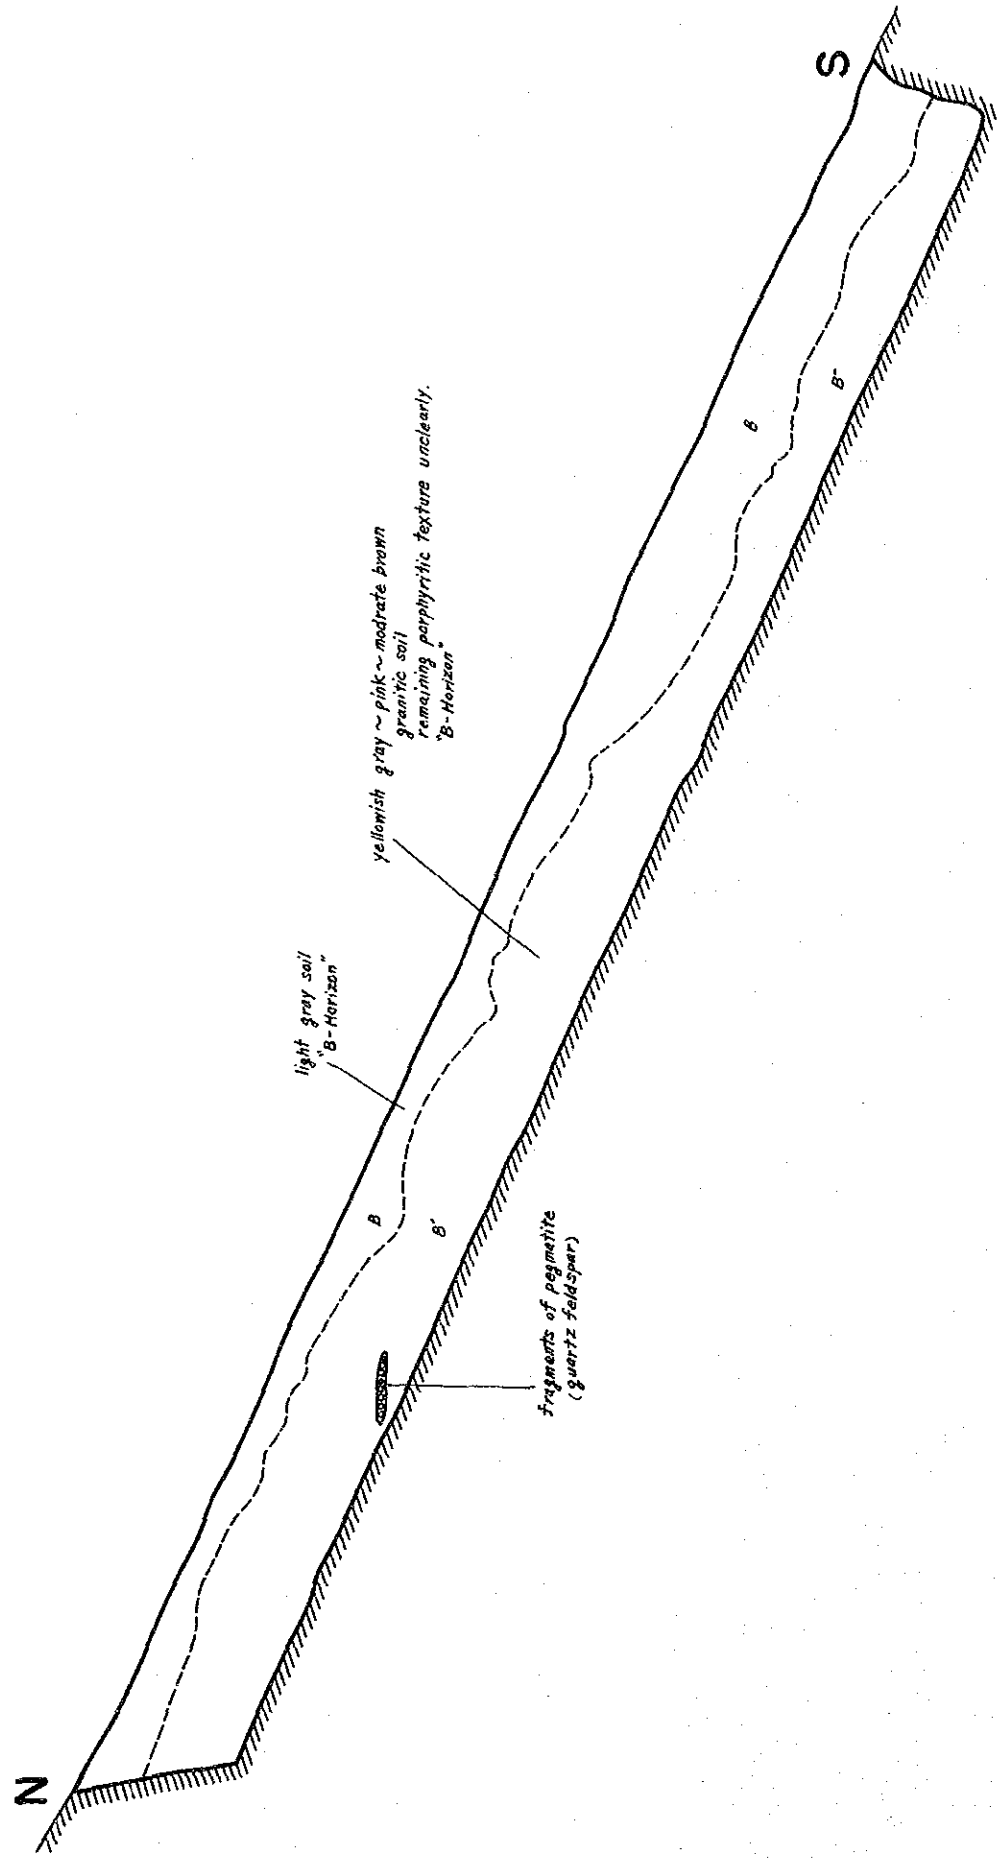 N
S
light gray soil
"B-Horizon"
yellowish gray ~ pink ~ modrate brown
granitic soil
remaining porphyritic texture unclearly.
"B-Horizon"
B
B'
B
B'
fragments of pegmatite
(quartz feldspar)